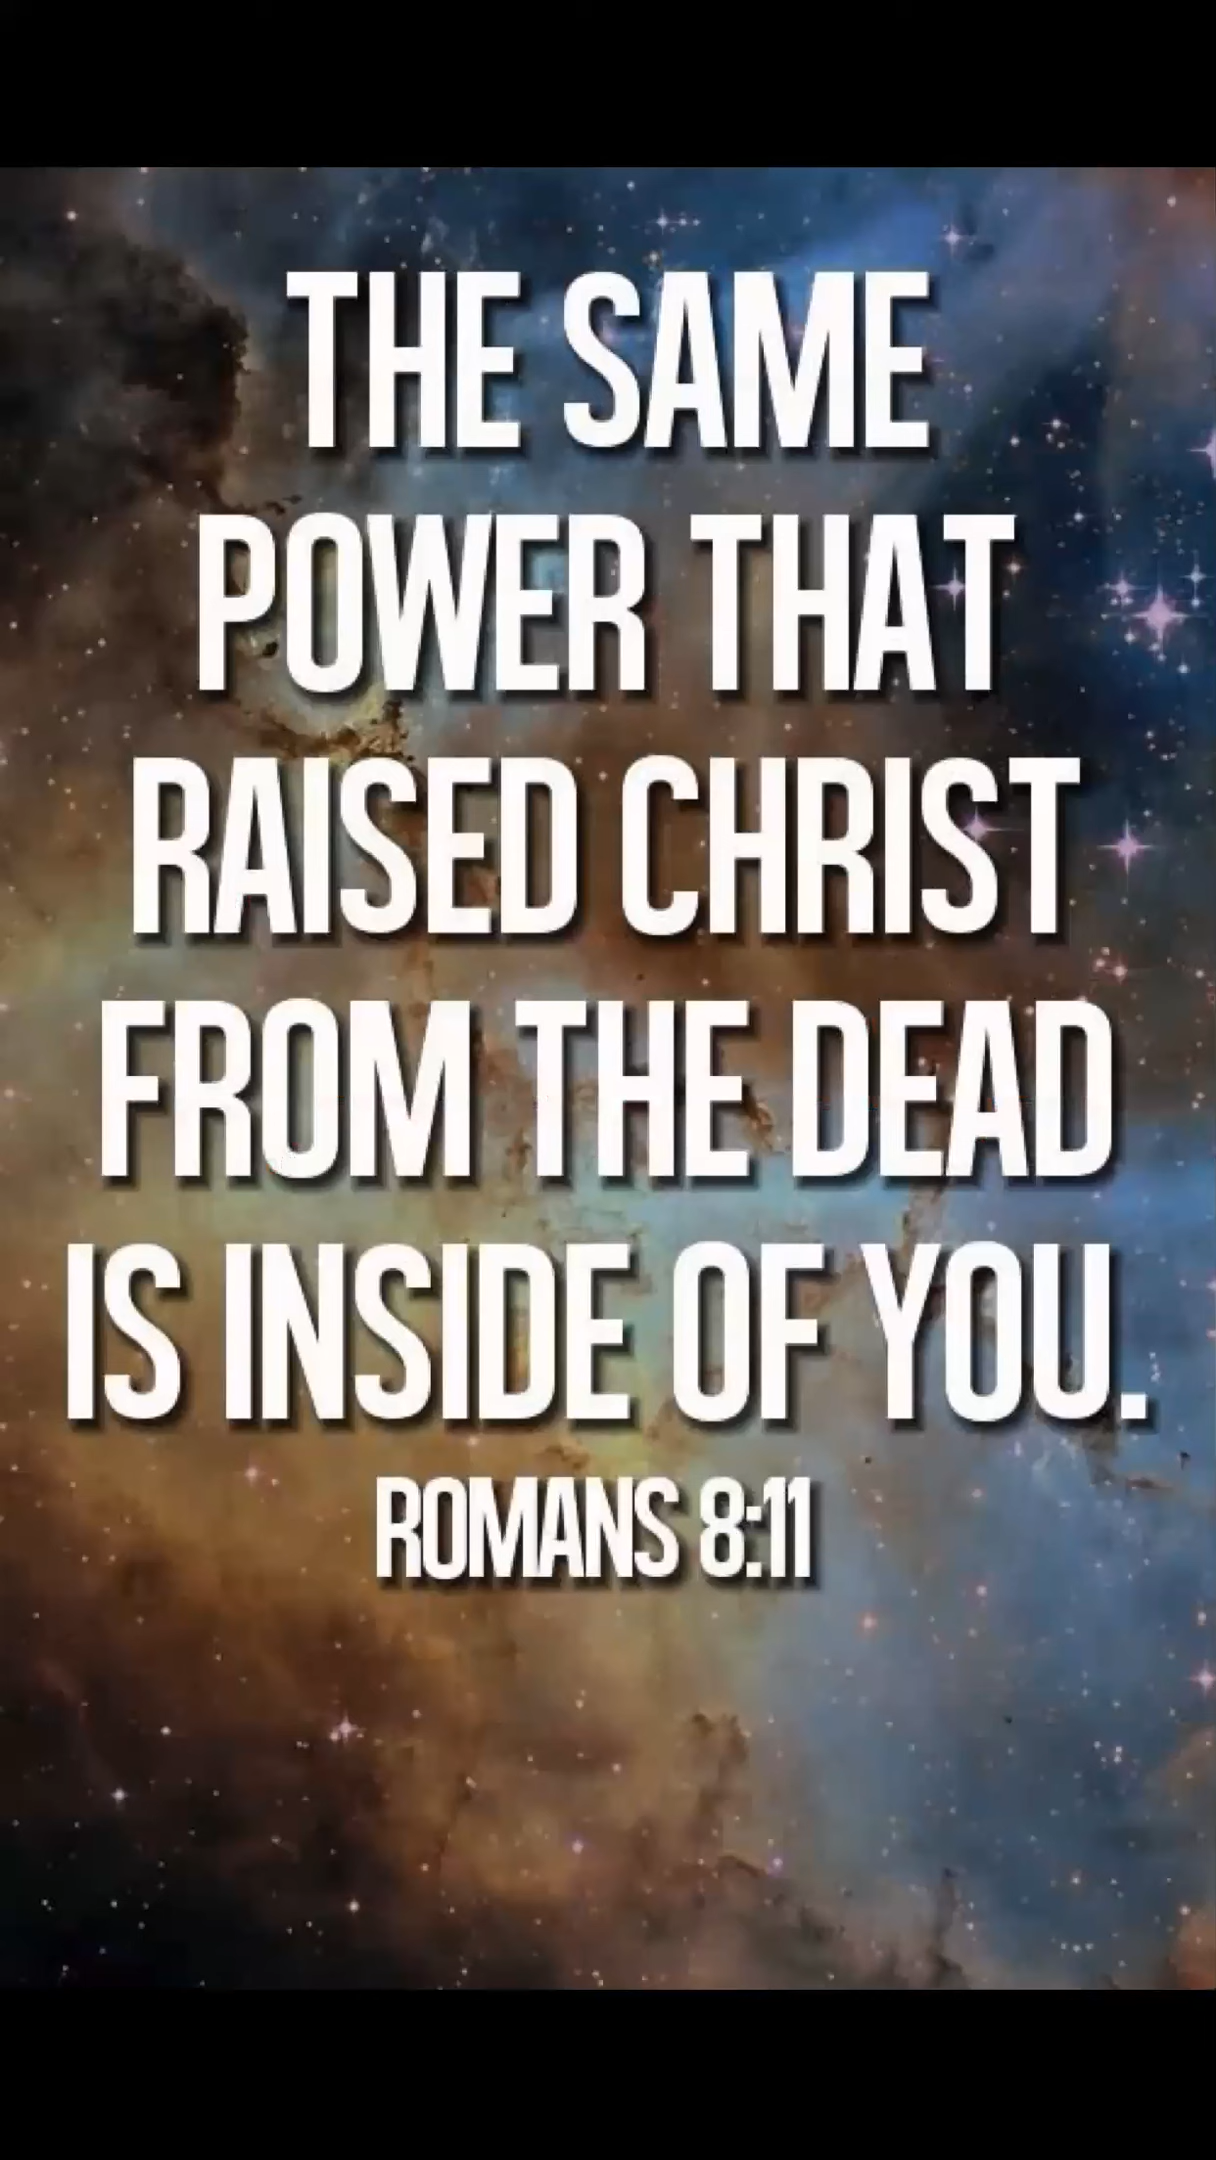 THE SAME
POWER THAT
RAISED CHRIST
FROM THE DEAD
IS INSIDE OF YOU.
ROMANS 8:11